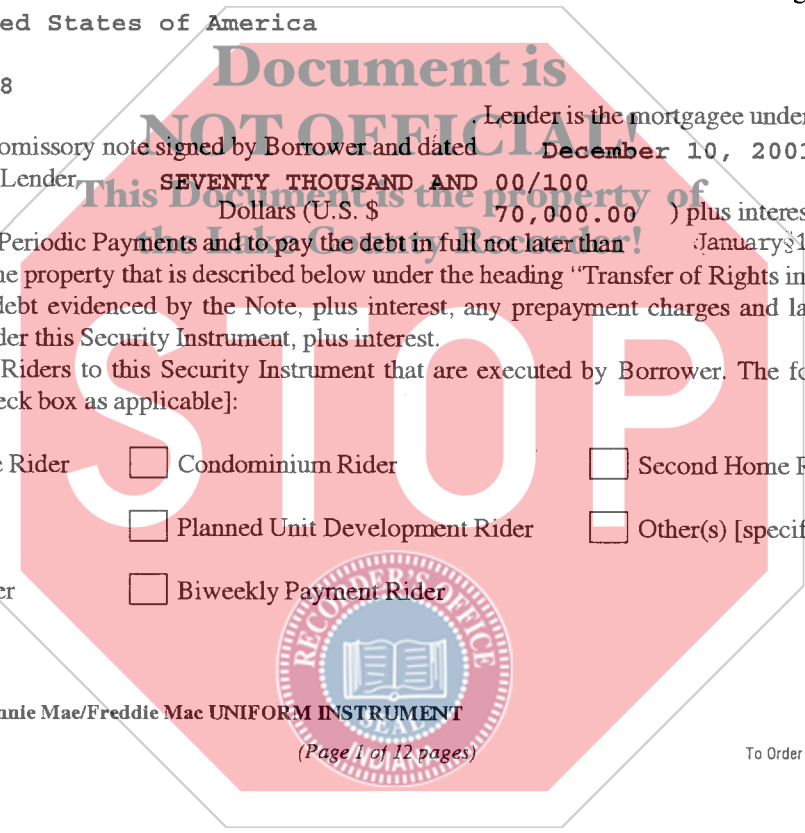 ed States of America
Document is
8
NOT OFFICIAL!
. Lender is the mortgagee under
omissory note signed by Borrower and dated December 10, 2001
Lender SEVENTY THOUSAND AND 00/100
This Document is the property of
Dollars (U.S. $ 70,000.00 ) plus interes
the Lake County Recorder!
Periodic Payments and to pay the debt in full not later than January 1
ne property that is described below under the heading “Transfer of Rights in
debt evidenced by the Note, plus interest, any prepayment charges and la
der this Security Instrument, plus interest.
Riders to this Security Instrument that are executed by Borrower. The fo
eck box as applicable]:
STOP
e Rider Condominium Rider Second Home R
Planned Unit Development Rider Other(s) [specif
er Biweekly Payment Rider
RECORDER'S OFFICE
SEAL
INDIANA
nnie Mae/Freddie Mac UNIFORM INSTRUMENT
(Page 1 of 12 pages)
To Order